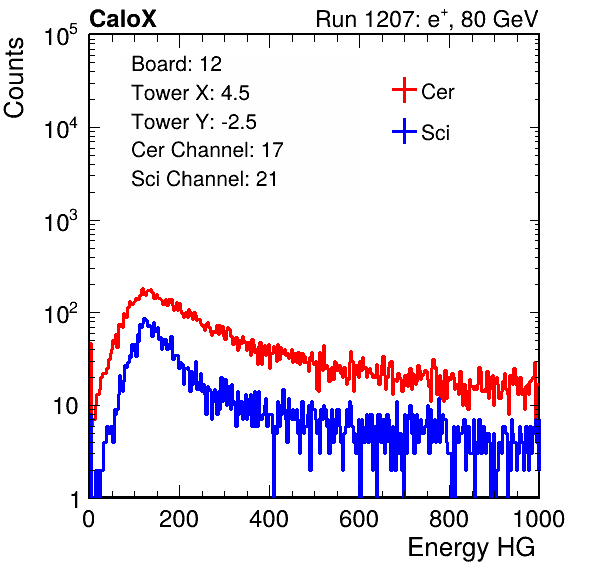 CaloX Run 1207: e⁺, 80 GeV
Counts
10⁵
10⁴
10³
10²
10
1
Board: 12
Tower X: 4.5
Tower Y: -2.5
Cer Channel: 17
Sci Channel: 21
Cer
Sci
0 200 400 600 800 1000
Energy HG